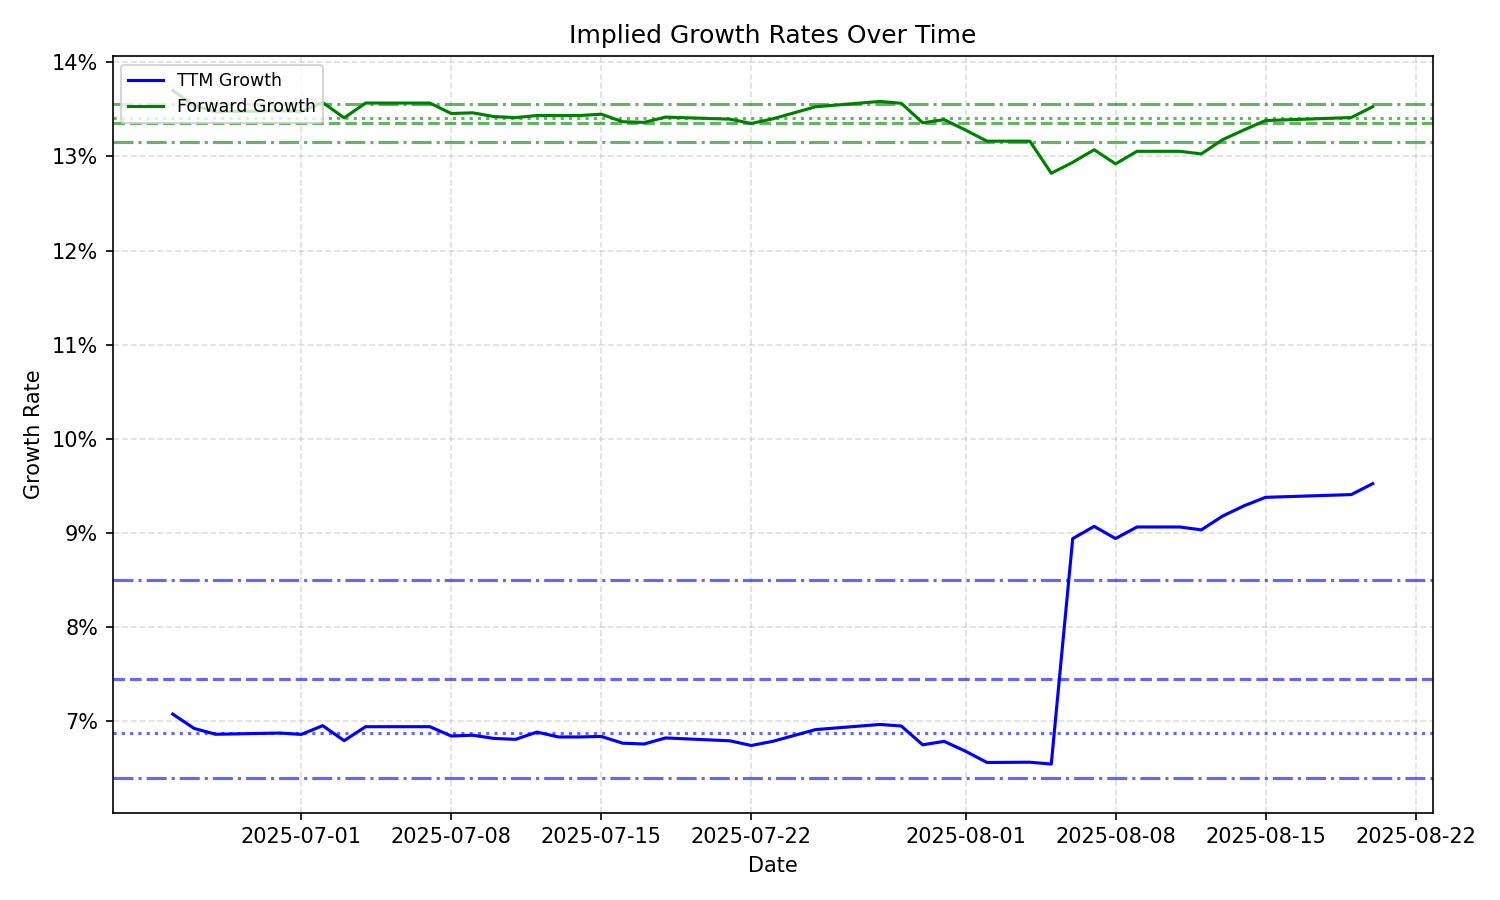 Implied Growth Rates Over Time
TTM Growth
Forward Growth
14%
13%
12%
11%
10%
9%
8%
7%
Growth Rate
2025-07-01 2025-07-08 2025-07-15 2025-07-22 2025-08-01 2025-08-08 2025-08-15 2025-08-22
Date